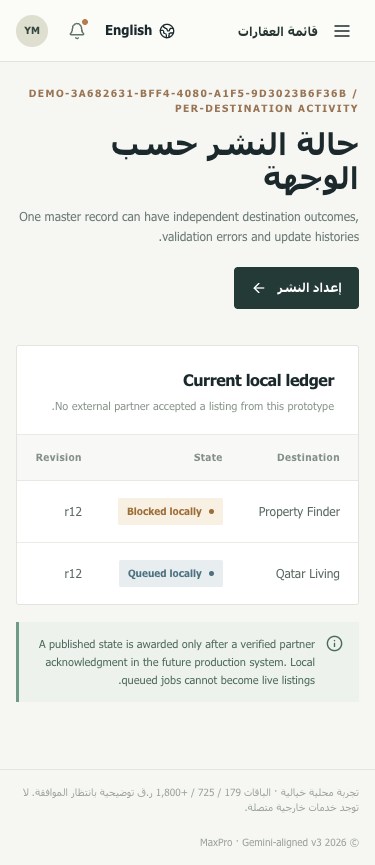 قائمة العقارات
English
YM
DEMO-3A682631-BFF4-4080-A1F5-9D3023B6F36B /
PER-DESTINATION ACTIVITY
حالة النشر حسب
الوجهة
One master record can have independent destination outcomes,
validation errors and update histories.
إعداد النشر
Current local ledger
No external partner accepted a listing from this prototype.
Destination State Revision
Property Finder Blocked locally r12
Qatar Living Queued locally r12
A published state is awarded only after a verified partner
acknowledgment in the future production system. Local
queued jobs cannot become live listings.
تجربة محلية خيالية · الباقات 179 / 725 / +1,800 ر.ق توضيحية بانتظار الموافقة. لا
توجد خدمات خارجية متصلة.
MaxPro · Gemini-aligned v3 2026 ©